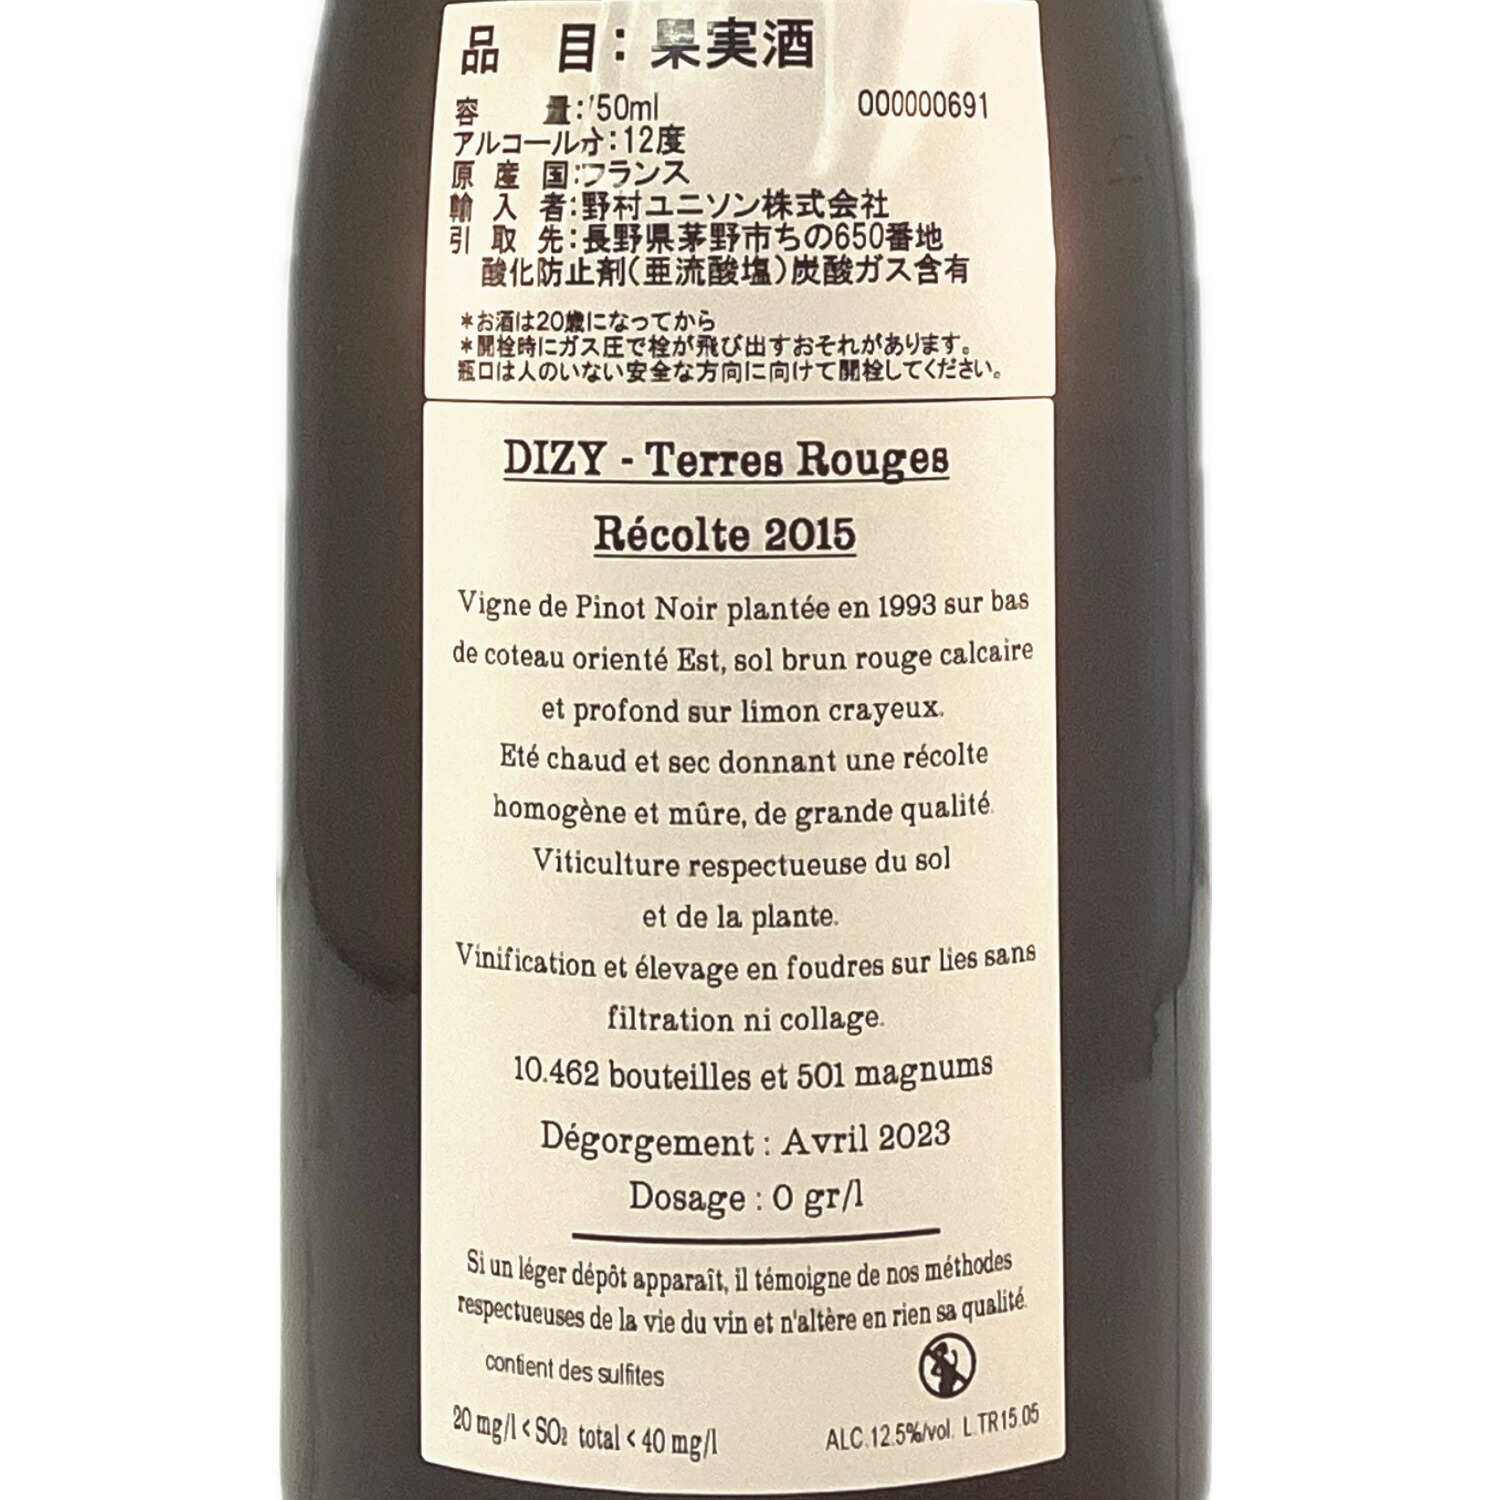 品 目：果実酒
容 量：750ml 000000691
アルコール分：12度
原 産 国：フランス
輸 入 者：野村ユニソン株式会社
引 取 先：長野県茅野市ちの650番地
酸化防止剤（亜流酸塩）炭酸ガス含有
＊お酒は20歳になってから
＊開栓時にガス圧で栓が飛び出すおそれがあります。
瓶口は人のいない安全な方向に向けて開栓してください。
DIZY - Terres Rouges
Récolte 2015
Vigne de Pinot Noir plantée en 1993 sur bas
de coteau orienté Est, sol brun rouge calcaire
et profond sur limon crayeux.
Eté chaud et sec donnant une récolte
homogène et mûre, de grande qualité.
Viticulture respectueuse du sol
et de la plante.
Vinification et élevage en foudres sur lies sans
filtration ni collage.
10.462 bouteilles et 501 magnums
Dégorgement : Avril 2023
Dosage : 0 gr/l
Si un léger dépôt apparaît, il témoigne de nos méthodes
respectueuses de la vie du vin et n'altère en rien sa qualité.
contient des sulfites
20 mg/l < SO2 total < 40 mg/l
ALC. 12.5%/vol. L.TR15.05